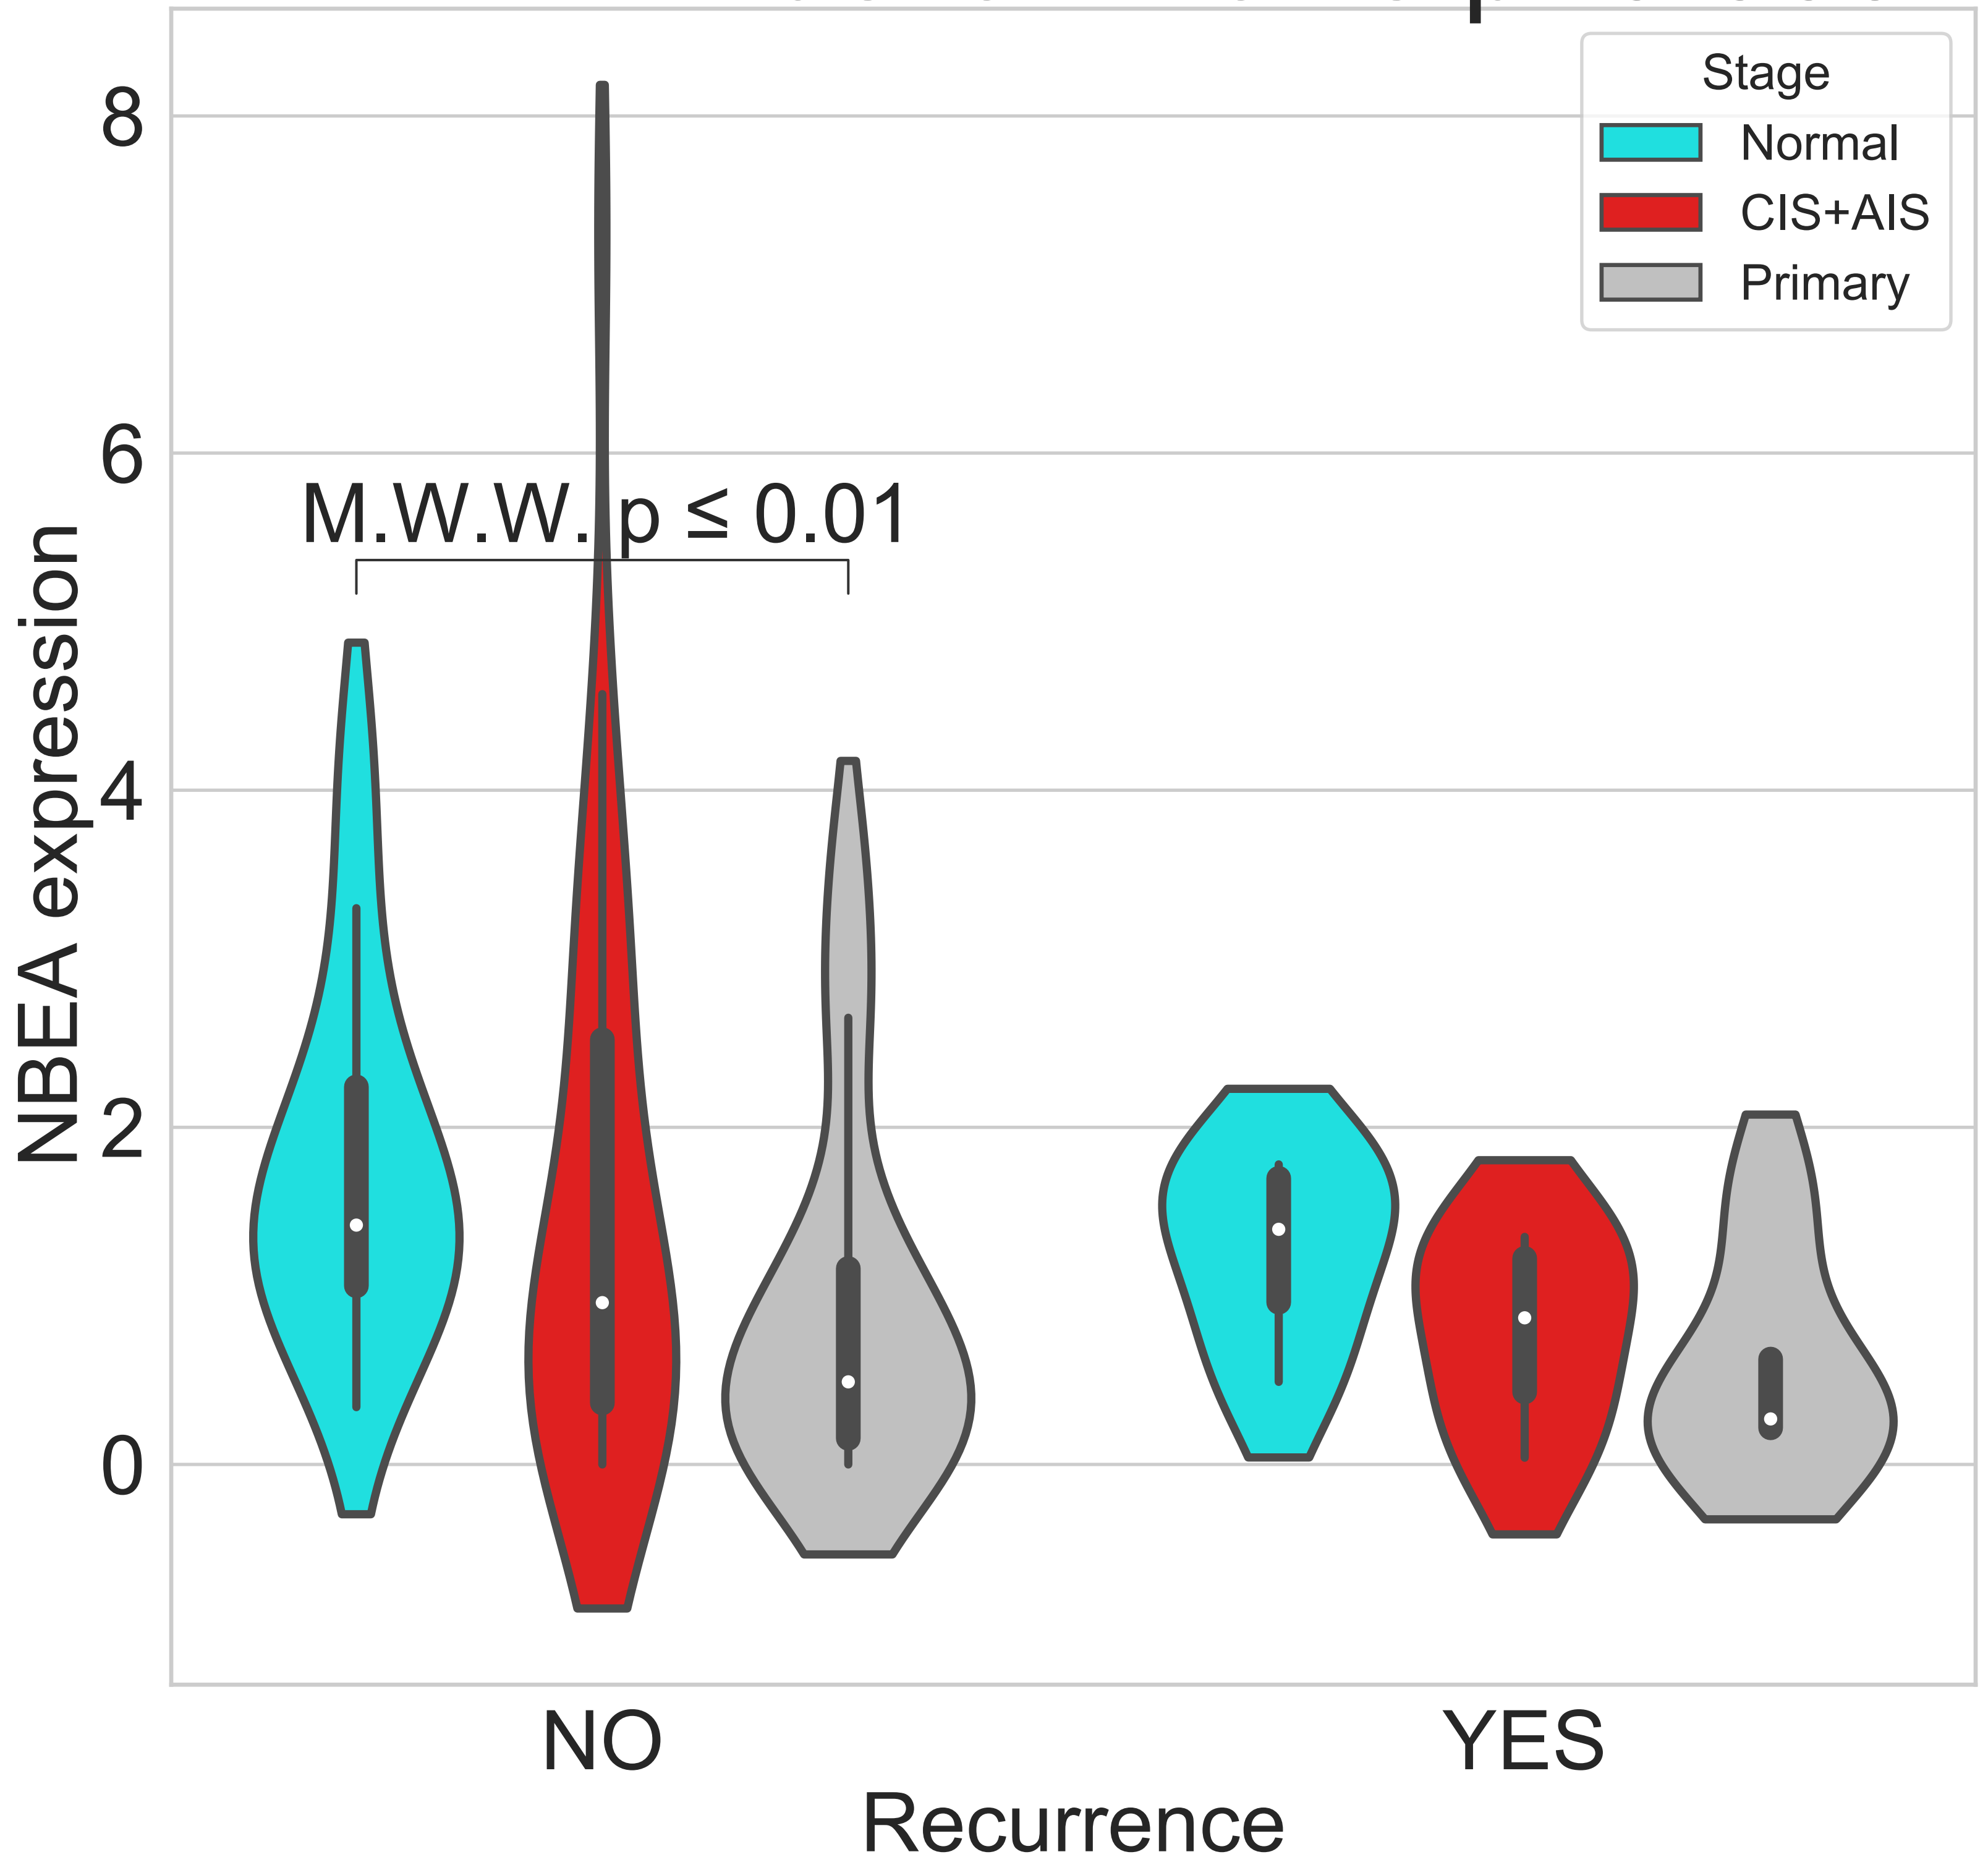 Stage
Normal
CIS+AIS
Primary
8
6
4
2
0
NBEA expression
M.W.W. p ≤ 0.01
NO
YES
Recurrence